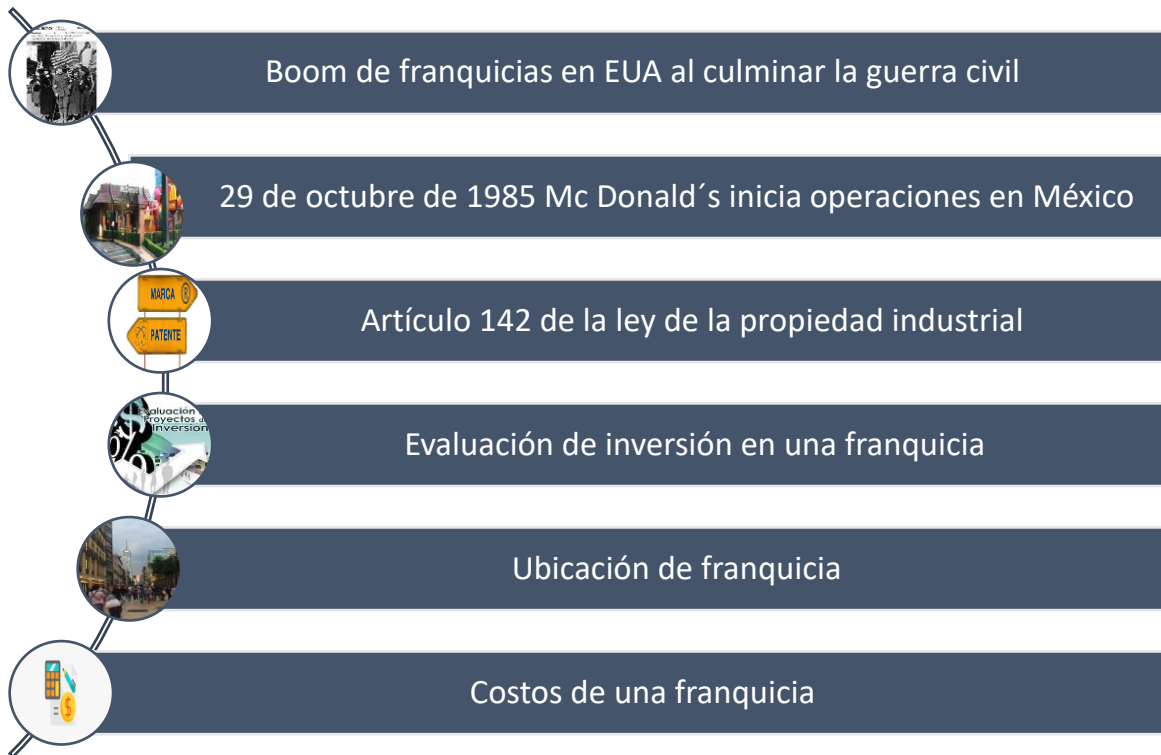 Boom de franquicias en EUA al culminar la guerra civil
29 de octubre de 1985 Mc Donald´s inicia operaciones en México
MARCA ®
PATENTE
Artículo 142 de la ley de la propiedad industrial
Evaluación
Proyectos d
Inversión
$
%
Evaluación de inversión en una franquicia
Ubicación de franquicia
= $
Costos de una franquicia